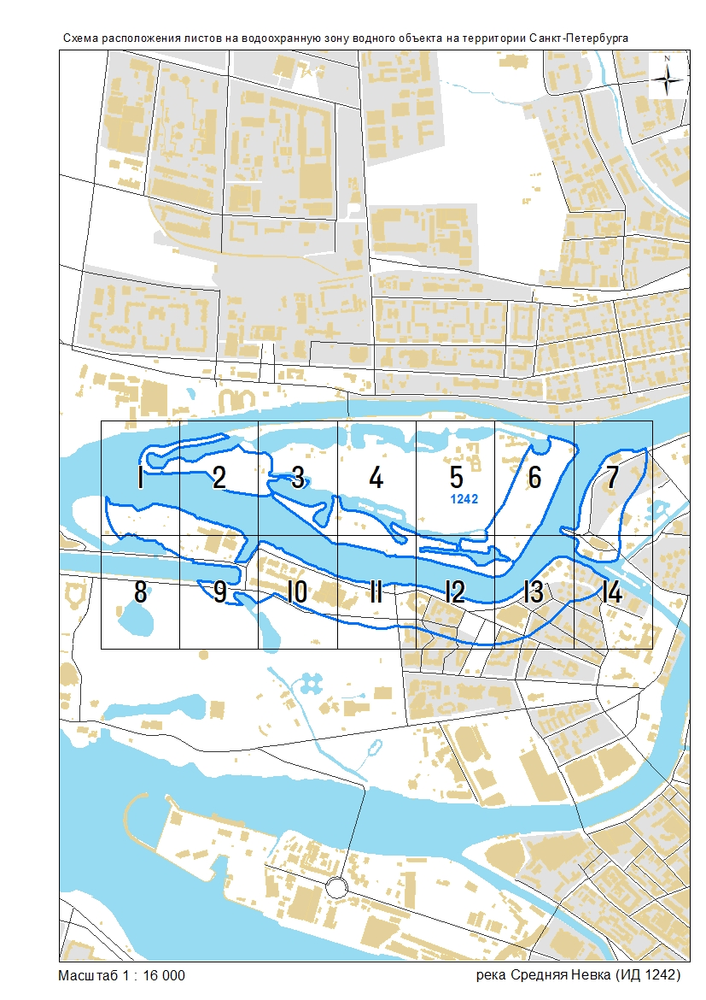 Схема расположения листов на водоохранную зону водного объекта на территории Санкт-Петербурга
N
1 2 3 4 5 6 7
1242
8 9 10 11 12 13 14
Масштаб 1 : 16 000 река Средняя Невка (ИД 1242)